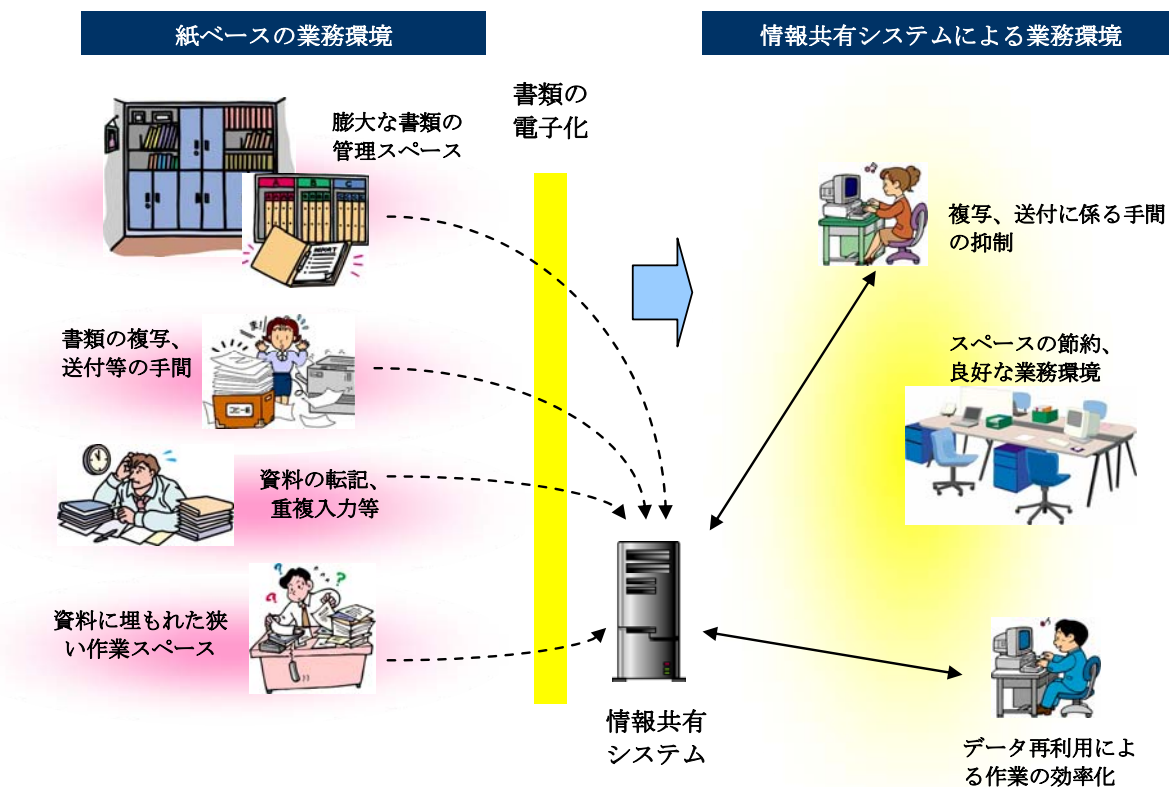 紙ベースの業務環境
情報共有システムによる業務環境
書類の
電子化
膨大な書類の
管理スペース
A B C
REPORT
書類の複写、
送付等の手間
資料の転記、
重複入力等
資料に埋もれた狭
い作業スペース
情報共有
システム
複写、送付に係る手間
の抑制
スペースの節約、
良好な業務環境
データ再利用によ
る作業の効率化